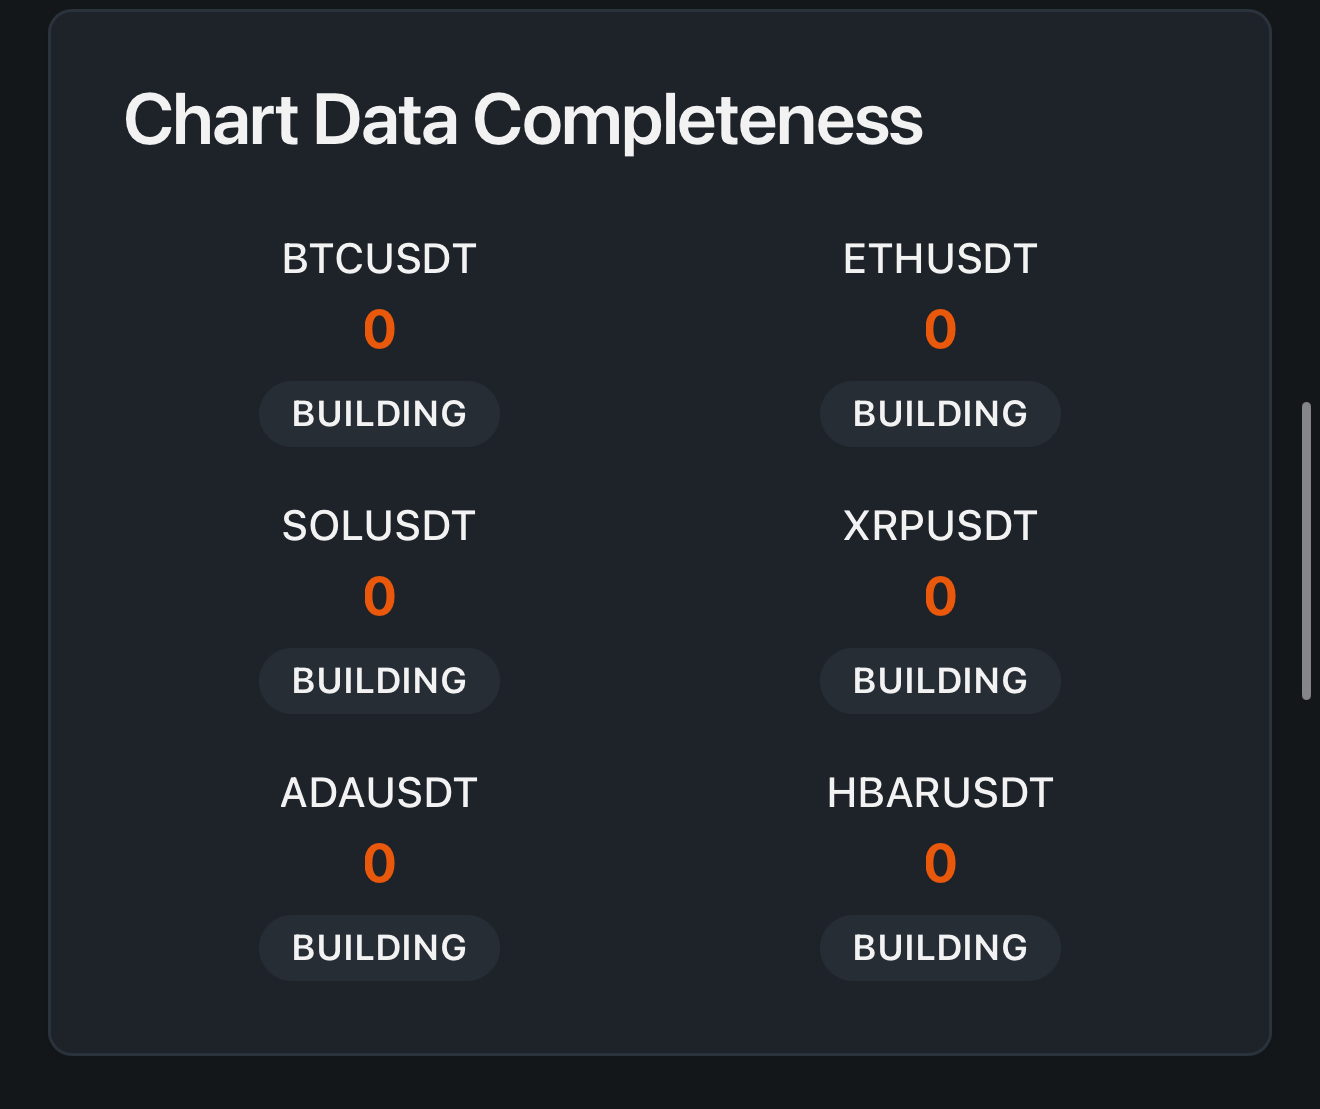 Chart Data Completeness
BTCUSDT
0
BUILDING
ETHUSDT
0
BUILDING
SOLUSDT
0
BUILDING
XRPUSDT
0
BUILDING
ADAUSDT
0
BUILDING
HBARUSDT
0
BUILDING